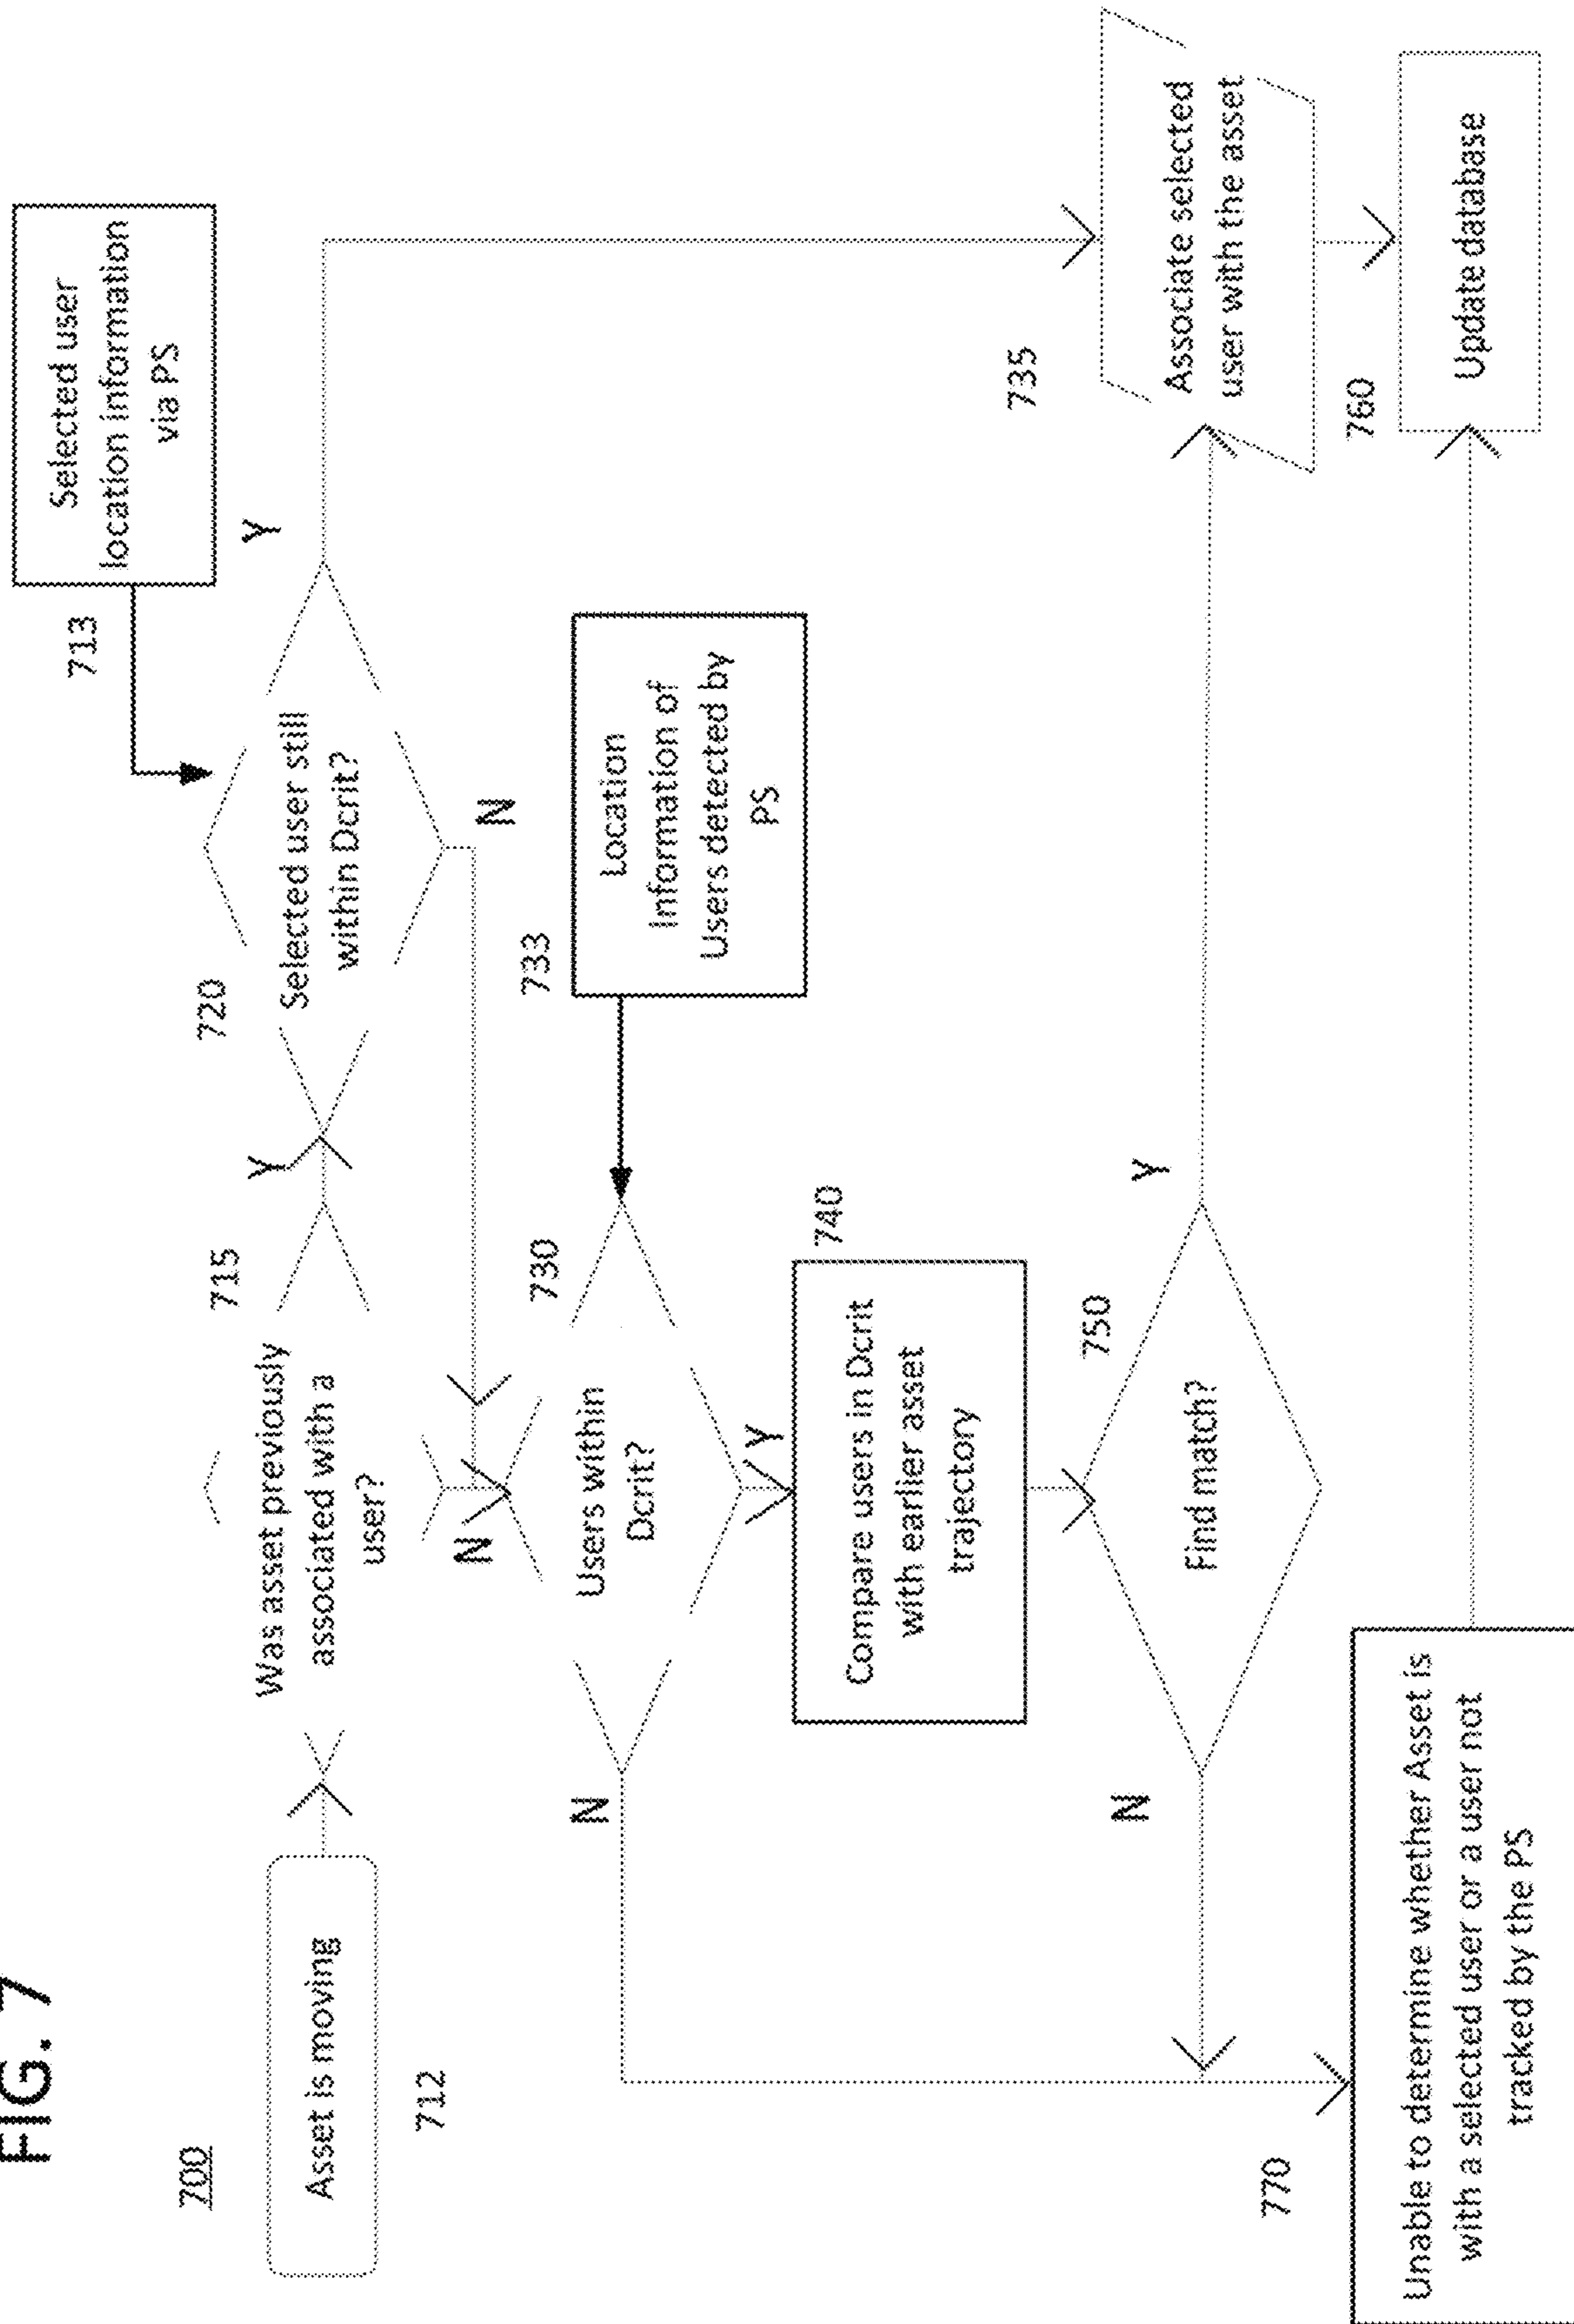 FIG. 7
700
Asset is moving
712
Was asset previously
associated with a
user?
715
Y
N
Selected user still
within Dcrit?
720
Y
N
Selected user
location information
via PS
713
Users within
Dcrit?
730
N
Y
Location
Information of
Users detected by
PS
733
Compare users in Dcrit
with earlier asset
trajectory
740
Find match?
750
N
Y
Associate selected
user with the asset
735
Update database
760
Unable to determine whether Asset is
with a selected user or a user not
tracked by the PS
770